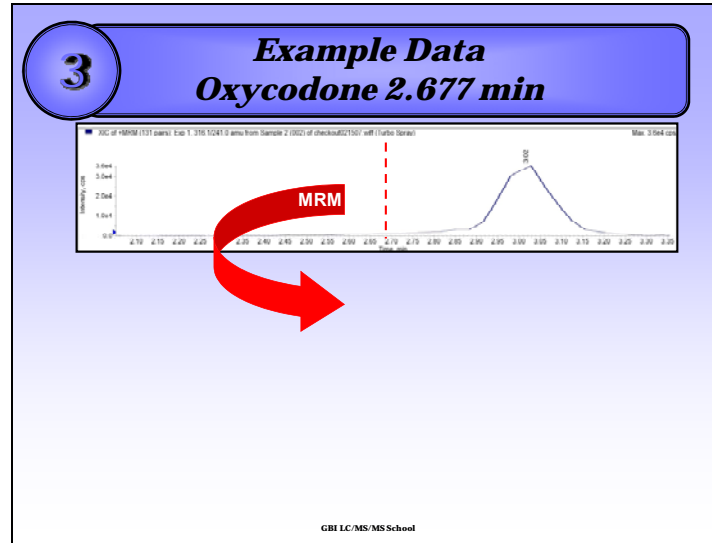 3
Example Data
Oxycodone 2.677 min
XIC of +MRM (131 pairs): Exp 1, 316.1/241.0 amu from Sample 2 (002) of checkout021507.wiff (Turbo Spray)
Max. 3.6e4 cps
3.02
3.6e4
3.0e4
2.0e4
1.0e4
0.0
Intensity, cps
MRM
2.10 2.15 2.20 2.25 2.35 2.40 2.45 2.50 2.55 2.60 2.65 2.70 2.75 2.80 2.85 2.90 2.95 3.00 3.05 3.10 3.15 3.20 3.25 3.30 3.35
Time, min
GBI LC/MS/MS School